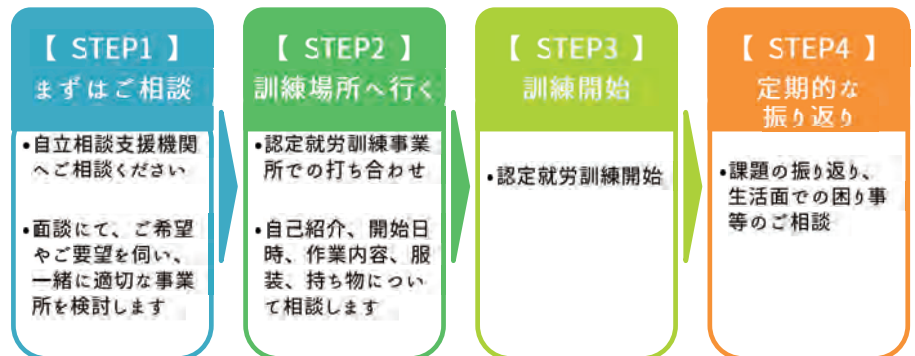 【 STEP1 】
まずはご相談
•自立相談支援機関
へご相談ください
•面談にて、ご希望
やご要望を伺い、
一緒に適切な事業
所を検討します
【 STEP2 】
訓練場所へ行く
•認定就労訓練事業
所での打ち合わせ
•自己紹介、開始日
時、作業内容、服
装、持ち物につい
て相談します
【 STEP3 】
訓練開始
•認定就労訓練開始
【 STEP4 】
定期的な
振り返り
•課題の振り返り、
生活面での困り事
等のご相談